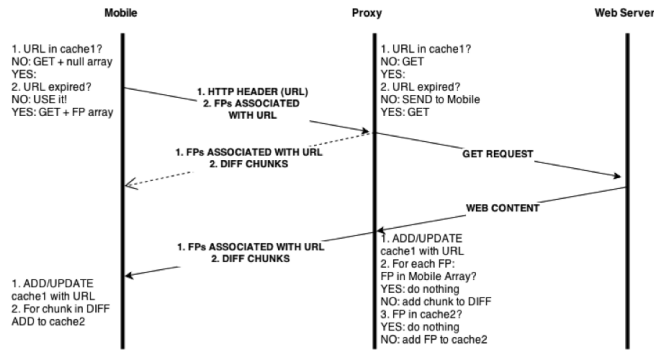 Mobile
Proxy
Web Server
1. URL in cache1?
NO: GET + null array
YES:
2. URL expired?
NO: USE it!
YES: GET + FP array
1. HTTP HEADER (URL)
2. FPs ASSOCIATED
WITH URL
1. URL in cache1?
NO: GET
YES:
2. URL expired?
NO: SEND to Mobile
YES: GET
1. FPs ASSOCIATED WITH URL
2. DIFF CHUNKS
GET REQUEST
WEB CONTENT
1. FPs ASSOCIATED WITH URL
2. DIFF CHUNKS
1. ADD/UPDATE
cache1 with URL
2. For each FP:
FP in Mobile Array?
YES: do nothing
NO: add chunk to DIFF
3. FP in cache2?
YES: do nothing
NO: add FP to cache2
1. ADD/UPDATE
cache1 with URL
2. For chunk in DIFF
ADD to cache2